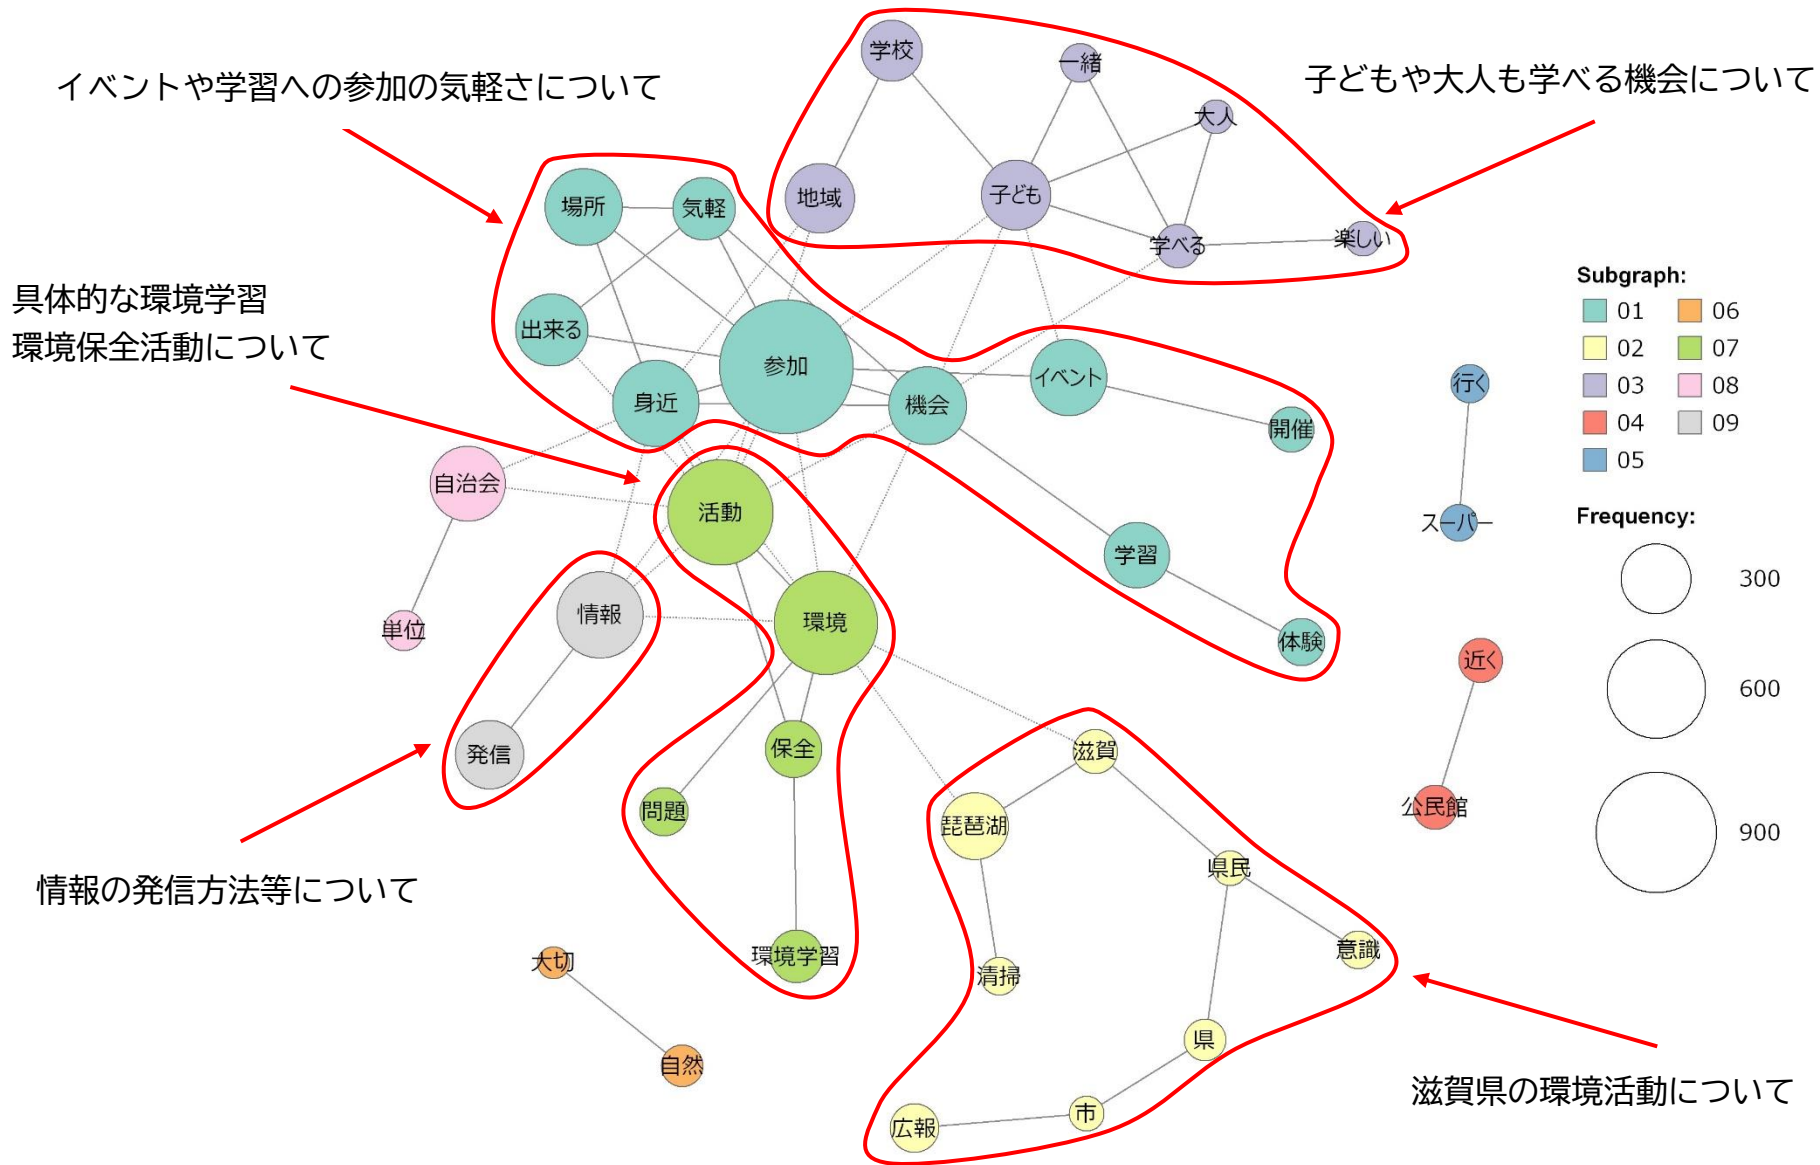 イベントや学習への参加の気軽さについて
子どもや大人も学べる機会について
具体的な環境学習
環境保全活動について
情報の発信方法等について
滋賀県の環境活動について
学校
一緒
大人
地域
子ども
学べる
楽しい
場所
気軽
出来る
参加
身近
機会
イベント
開催
学習
体験
自治会
単位
活動
環境
情報
発信
保全
問題
環境学習
滋賀
琵琶湖
県民
意識
清掃
県
市
広報
大切
自然
行く
スーパー
近く
公民館
Subgraph:
01 06
02 07
03 08
04 09
05
Frequency:
300
600
900